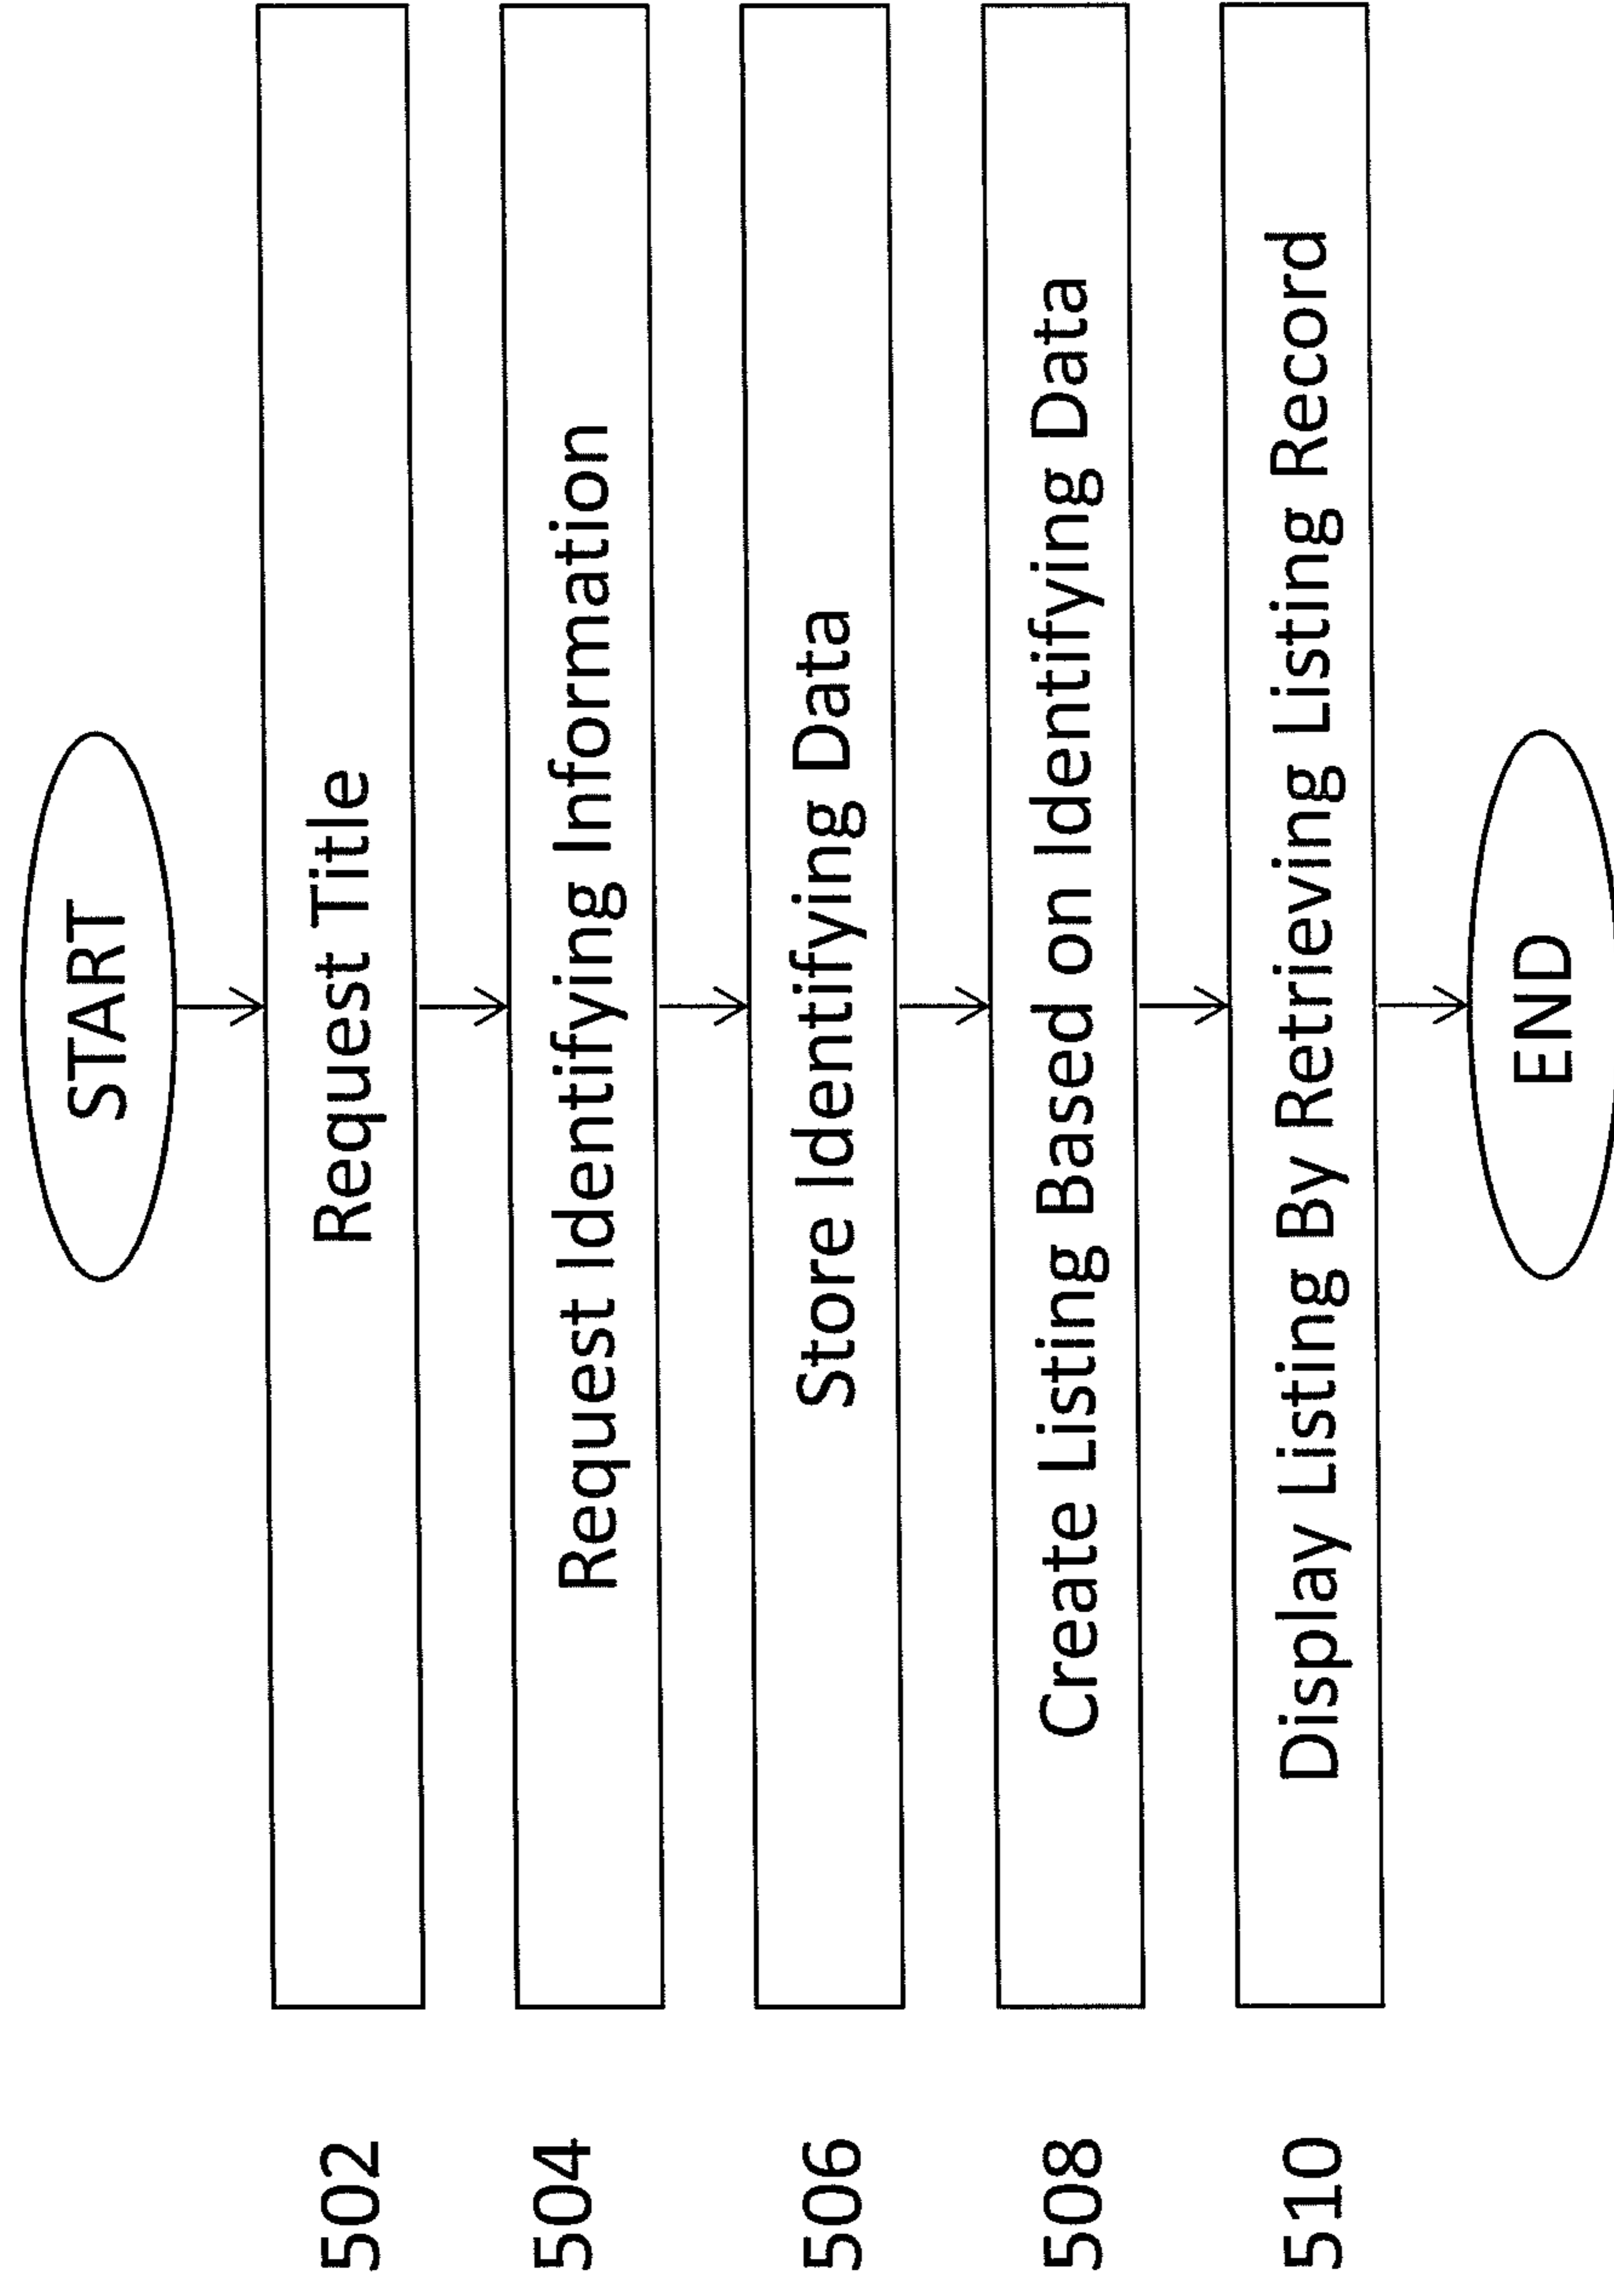 START
502 Request Title
504 Request Identifying Information
506 Store Identifying Data
508 Create Listing Based on Identifying Data
510 Display Listing By Retrieving Listing Record
END